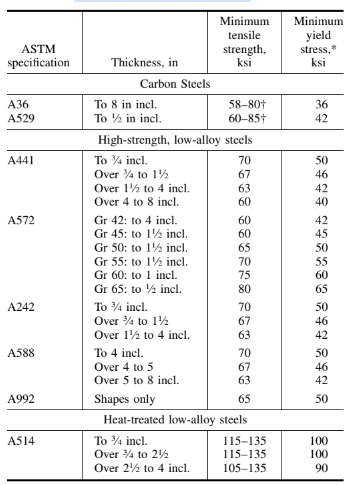 ASTM specification Thickness, in Minimum tensile strength, ksi Minimum yield stress,* ksi
Carbon Steels
A36 To 8 in incl. 58–80† 36
A529 To ½ in incl. 60–85† 42
High-strength, low-alloy steels
A441 To ¾ incl. 70 50
Over ¾ to 1½ 67 46
Over 1½ to 4 incl. 63 42
Over 4 to 8 incl. 60 40
A572 Gr 42: to 4 incl. 60 42
Gr 45: to 1½ incl. 60 45
Gr 50: to 1½ incl. 65 50
Gr 55: to 1½ incl. 70 55
Gr 60: to 1 incl. 75 60
Gr 65: to ½ incl. 80 65
A242 To ¾ incl. 70 50
Over ¾ to 1½ 67 46
Over 1½ to 4 incl. 63 42
A588 To 4 incl. 70 50
Over 4 to 5 67 46
Over 5 to 8 incl. 63 42
A992 Shapes only 65 50
Heat-treated low-alloy steels
A514 To ¾ incl. 115–135 100
Over ¾ to 2½ 115–135 100
Over 2½ to 4 incl. 105–135 90